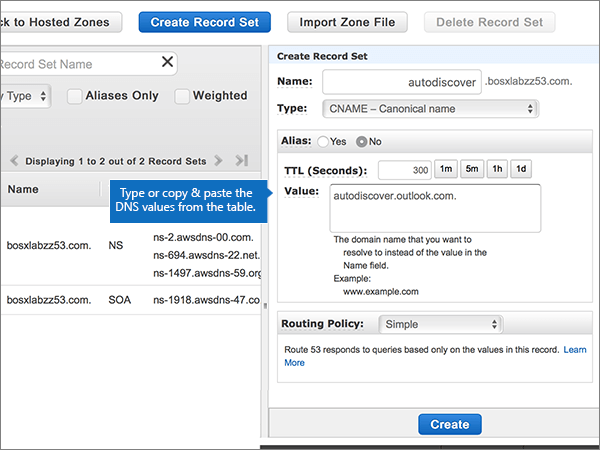 k to Hosted Zones
Create Record Set
Import Zone File
Delete Record Set
Record Set Name
y Type
Aliases Only
Weighted
Displaying 1 to 2 out of 2 Record Sets
Name
bosxlabzz53.com.
NS
ns-2.awsdns-00.com.
ns-694.awsdns-22.net.
ns-1497.awsdns-59.org
bosxlabzz53.com.
SOA
ns-1918.awsdns-47.co
Type or copy & paste the
DNS values from the table.
Create Record Set
Name: autodiscover .bosxlabzz53.com.
Type: CNAME – Canonical name
Alias: Yes No
TTL (Seconds): 300 1m 5m 1h 1d
Value: autodiscover.outlook.com.
The domain name that you want to
resolve to instead of the value in the
Name field.
Example:
www.example.com
Routing Policy: Simple
Route 53 responds to queries based only on the values in this record. Learn
More
Create